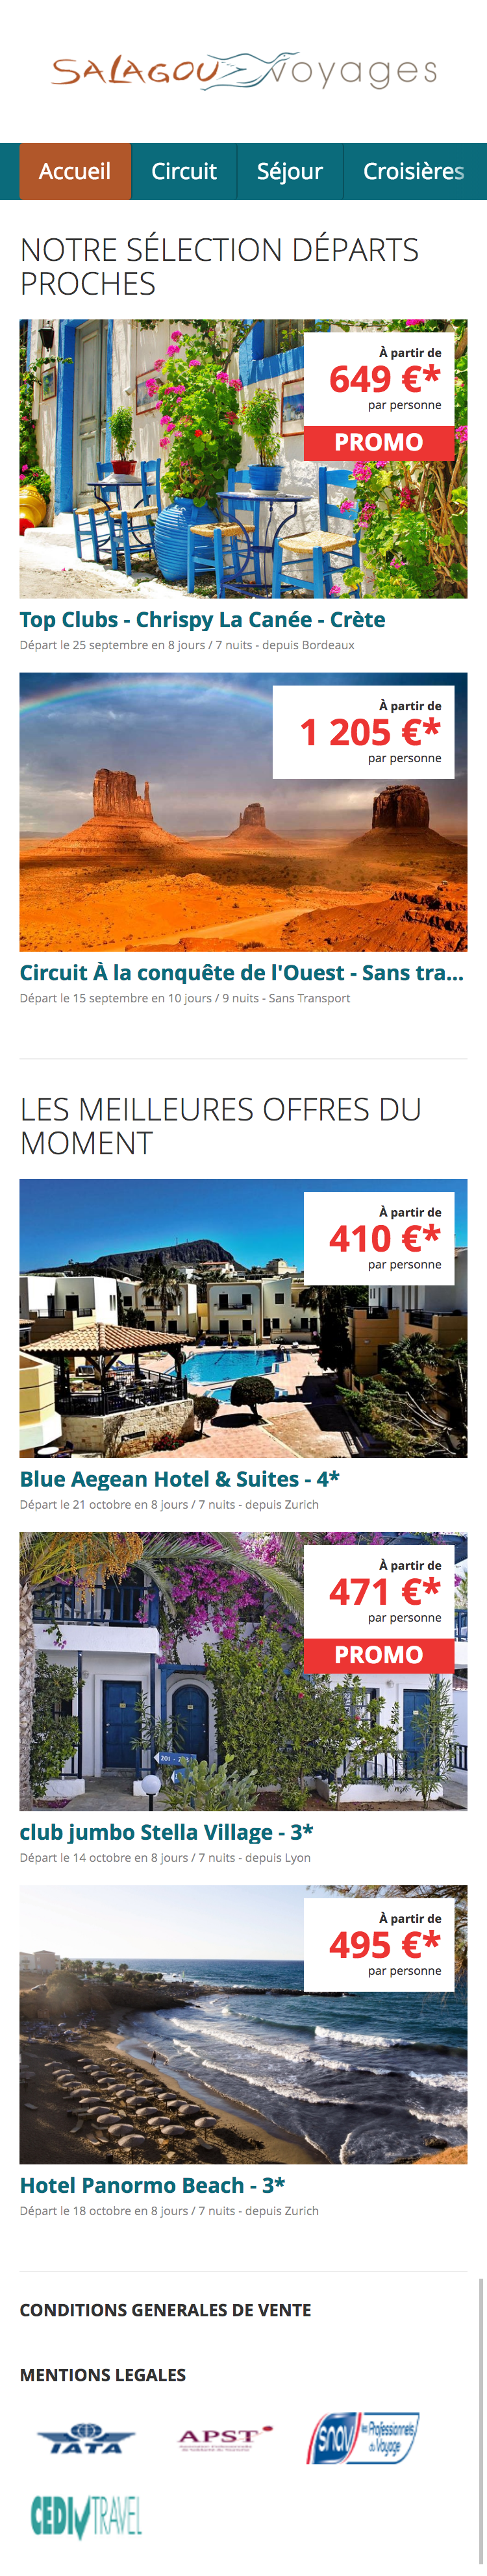 SALAGOU voyages
Accueil
Circuit
Séjour
Croisières
NOTRE SÉLECTION DÉPARTS
PROCHES
À partir de
649 €*
par personne
PROMO
Top Clubs - Chrispy La Canée - Crète
Départ le 25 septembre en 8 jours / 7 nuits - depuis Bordeaux
À partir de
1 205 €*
par personne
Circuit À la conquête de l'Ouest - Sans tra...
Départ le 15 septembre en 10 jours / 9 nuits - Sans Transport
LES MEILLEURES OFFRES DU
MOMENT
À partir de
410 €*
par personne
Blue Aegean Hotel & Suites - 4*
Départ le 21 octobre en 8 jours / 7 nuits - depuis Zurich
À partir de
471 €*
par personne
PROMO
club jumbo Stella Village - 3*
Départ le 14 octobre en 8 jours / 7 nuits - depuis Lyon
À partir de
495 €*
par personne
Hotel Panormo Beach - 3*
Départ le 18 octobre en 8 jours / 7 nuits - depuis Zurich
CONDITIONS GENERALES DE VENTE
MENTIONS LEGALES
IATA
APST
snav les Professionnels
du Voyage
CEDIV TRAVEL